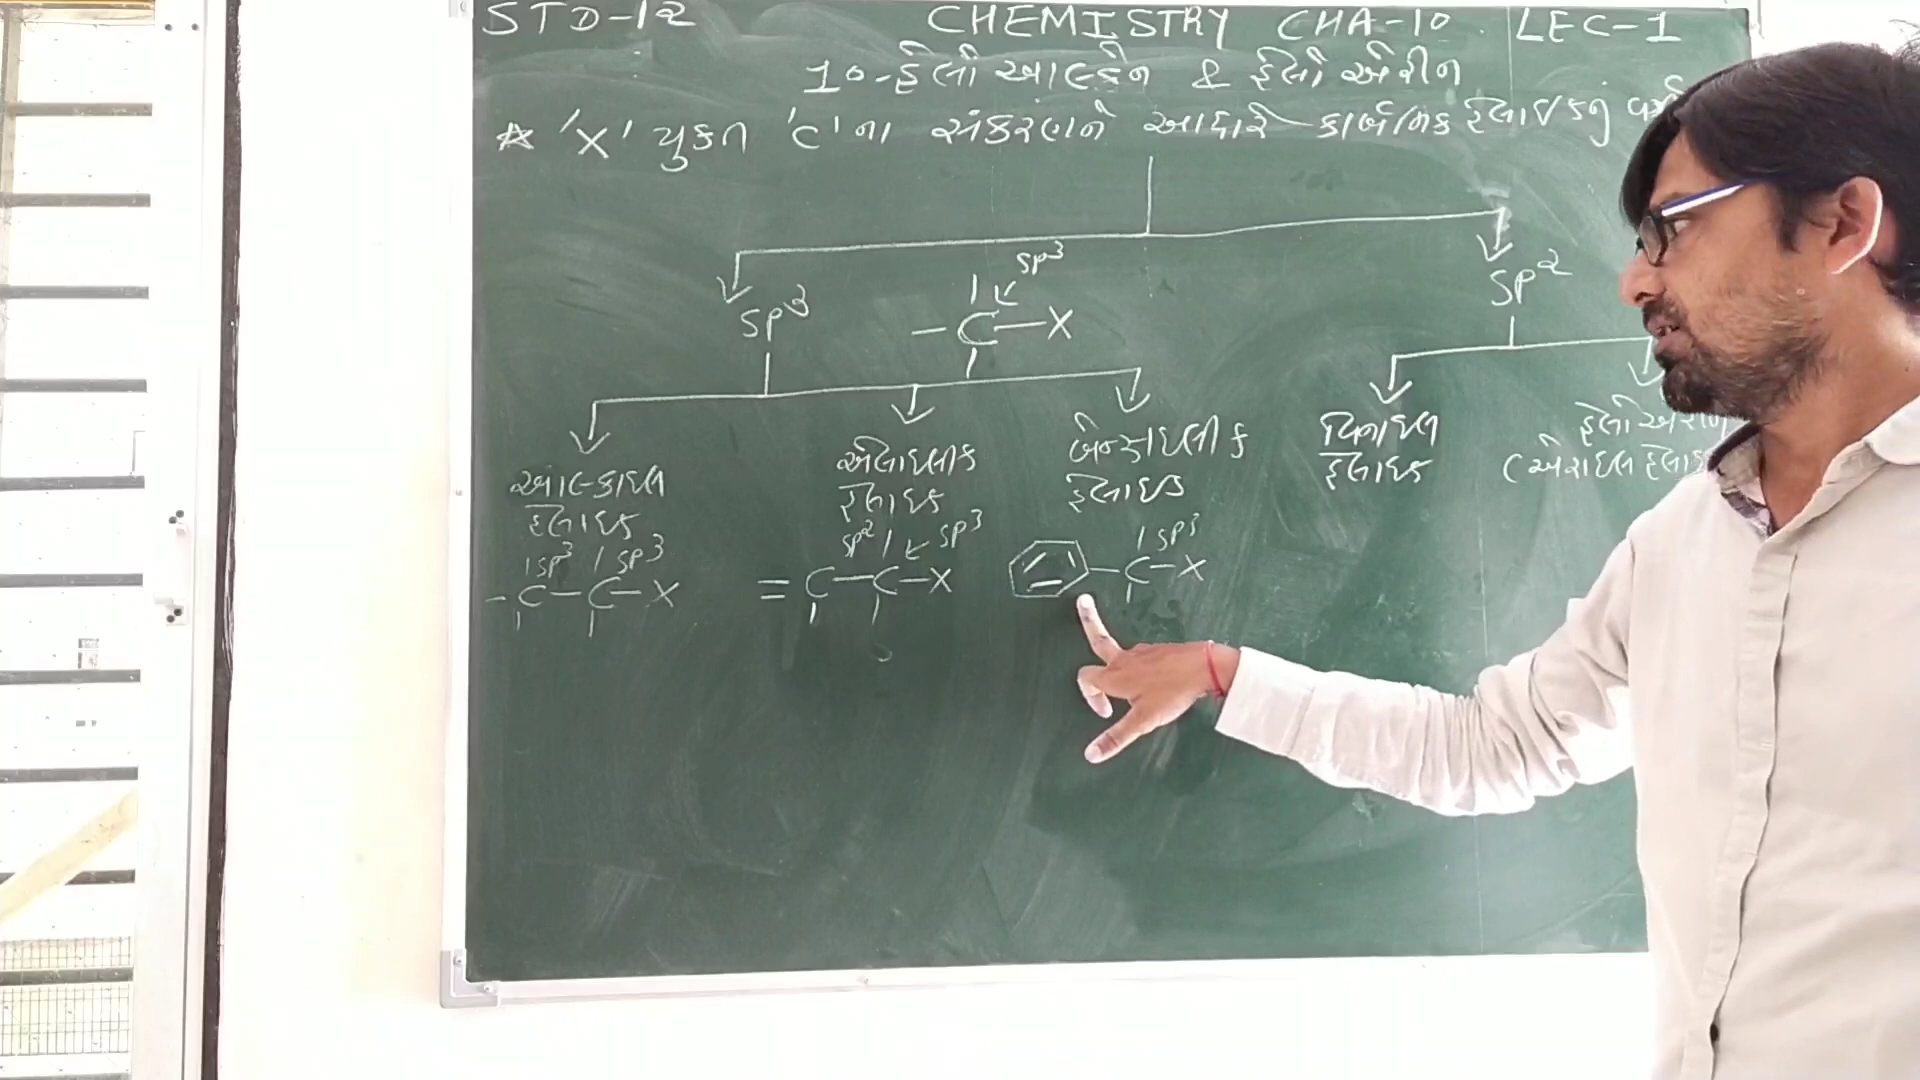 STD-12 CHEMISTRY CHA-10. LEC-1
10-હેલો આલ્કેન & હેલો એરીન
☆ 'X' યુક્ત 'C' ના સંકરણને આધારે કાર્બનિક હેલાઇડનું
sp³
sp³ -C-X sp²
આલ્કાઇલ હેલાઇડ
એલાઇલીક હેલાઇડ
બેન્ઝાઇલીક હેલાઇડ
વિનાઇલ હેલાઇડ
હેલો એરીન
(એરાઇલ હેલાઇ
sp³ sp³
-C-C-X
sp² sp³
=C-C-X
sp³
-C-X